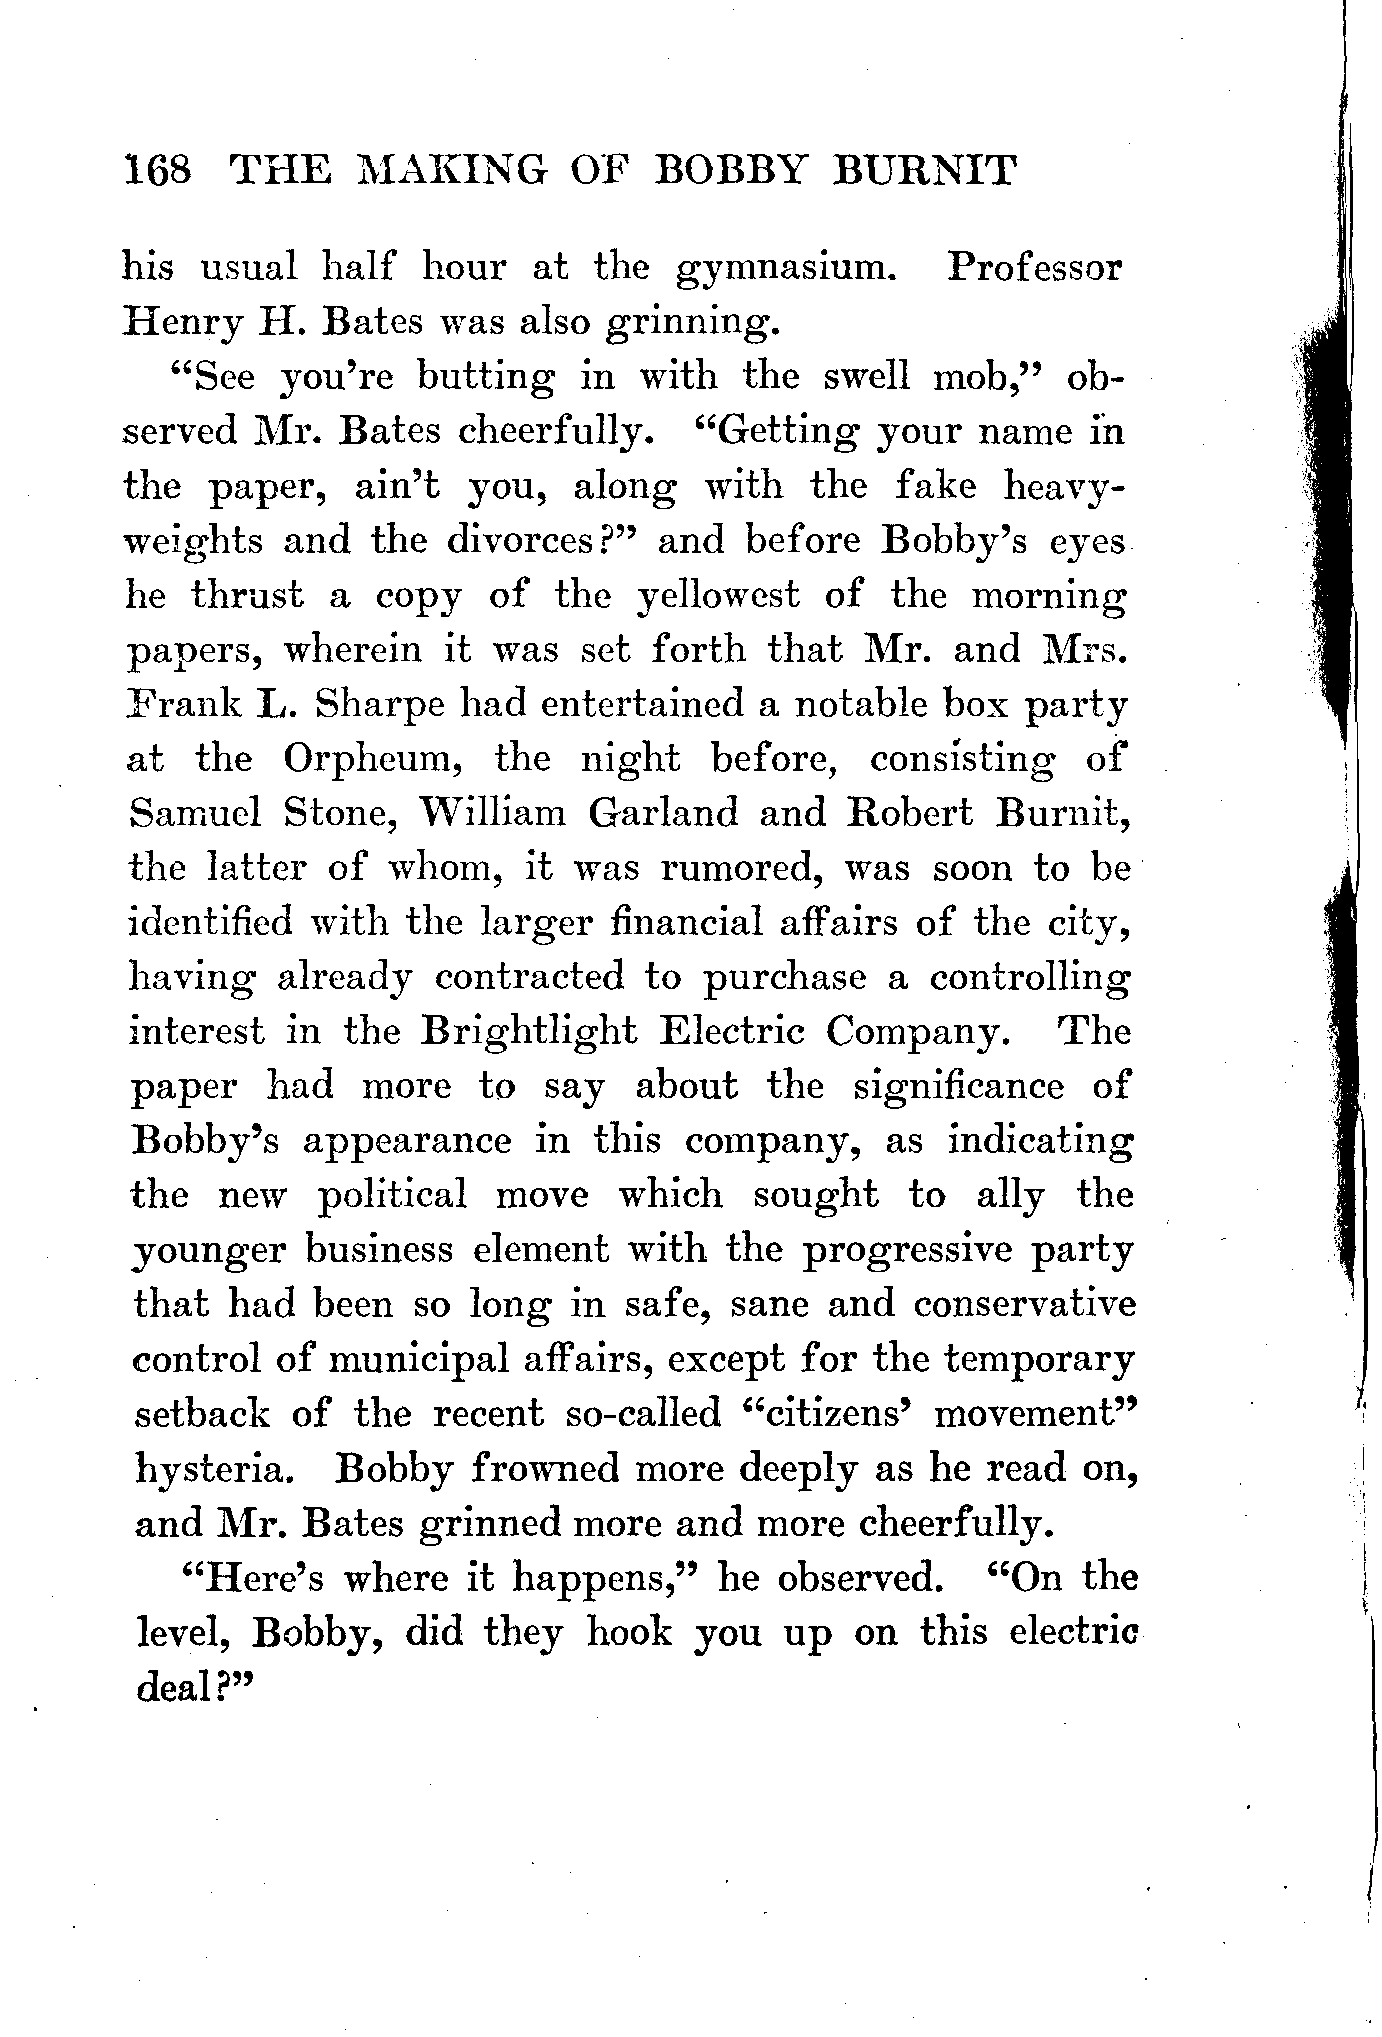 168 THE MAKING OF BOBBY BURNIT
his usual half hour at the gymnasium. Professor
Henry H. Bates was also grinning.
“See you’re butting in with the swell mob,” ob-
served Mr. Bates cheerfully. “Getting your name in
the paper, ain’t you, along with the fake heavy-
weights and the divorces?” and before Bobby’s eyes
he thrust a copy of the yellowest of the morning
papers, wherein it was set forth that Mr. and Mrs.
Frank L. Sharpe had entertained a notable box party
at the Orpheum, the night before, consisting of
Samuel Stone, William Garland and Robert Burnit,
the latter of whom, it was rumored, was soon to be
identified with the larger financial affairs of the city,
having already contracted to purchase a controlling
interest in the Brightlight Electric Company. The
paper had more to say about the significance of
Bobby’s appearance in this company, as indicating
the new political move which sought to ally the
younger business element with the progressive party
that had been so long in safe, sane and conservative
control of municipal affairs, except for the temporary
setback of the recent so-called “citizens’ movement”
hysteria. Bobby frowned more deeply as he read on,
and Mr. Bates grinned more and more cheerfully.
“Here’s where it happens,” he observed. “On the
level, Bobby, did they hook you up on this electric
deal?”